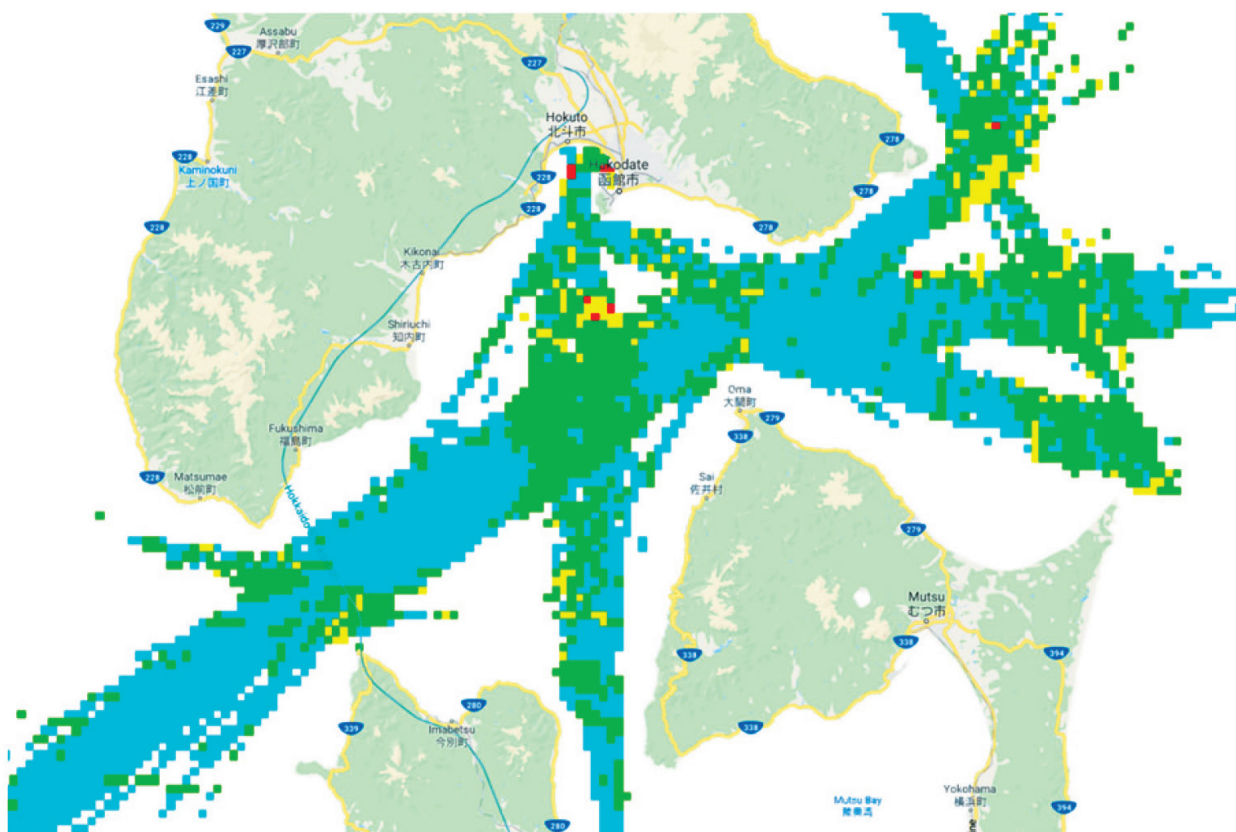 229
Assabu
厚沢部町
227
227
Esashi
江差町
Hokuto
北斗市
278
228
Kaminokuni
上ノ国町
228
Hakodate
函館市
278
228
228
278
Kikonai
木古内町
Shiriuchi
知内町
Oma
大間町
279
338
Fukushima
福島町
228
Matsumae
松前町
Sai
佐井村
Hokkaido
279
Mutsu
むつ市
338
338
394
280
339
Imabetsu
今別町
338
280
Mutsu Bay
陸奥湾
Yokohama
横浜町
394
ne